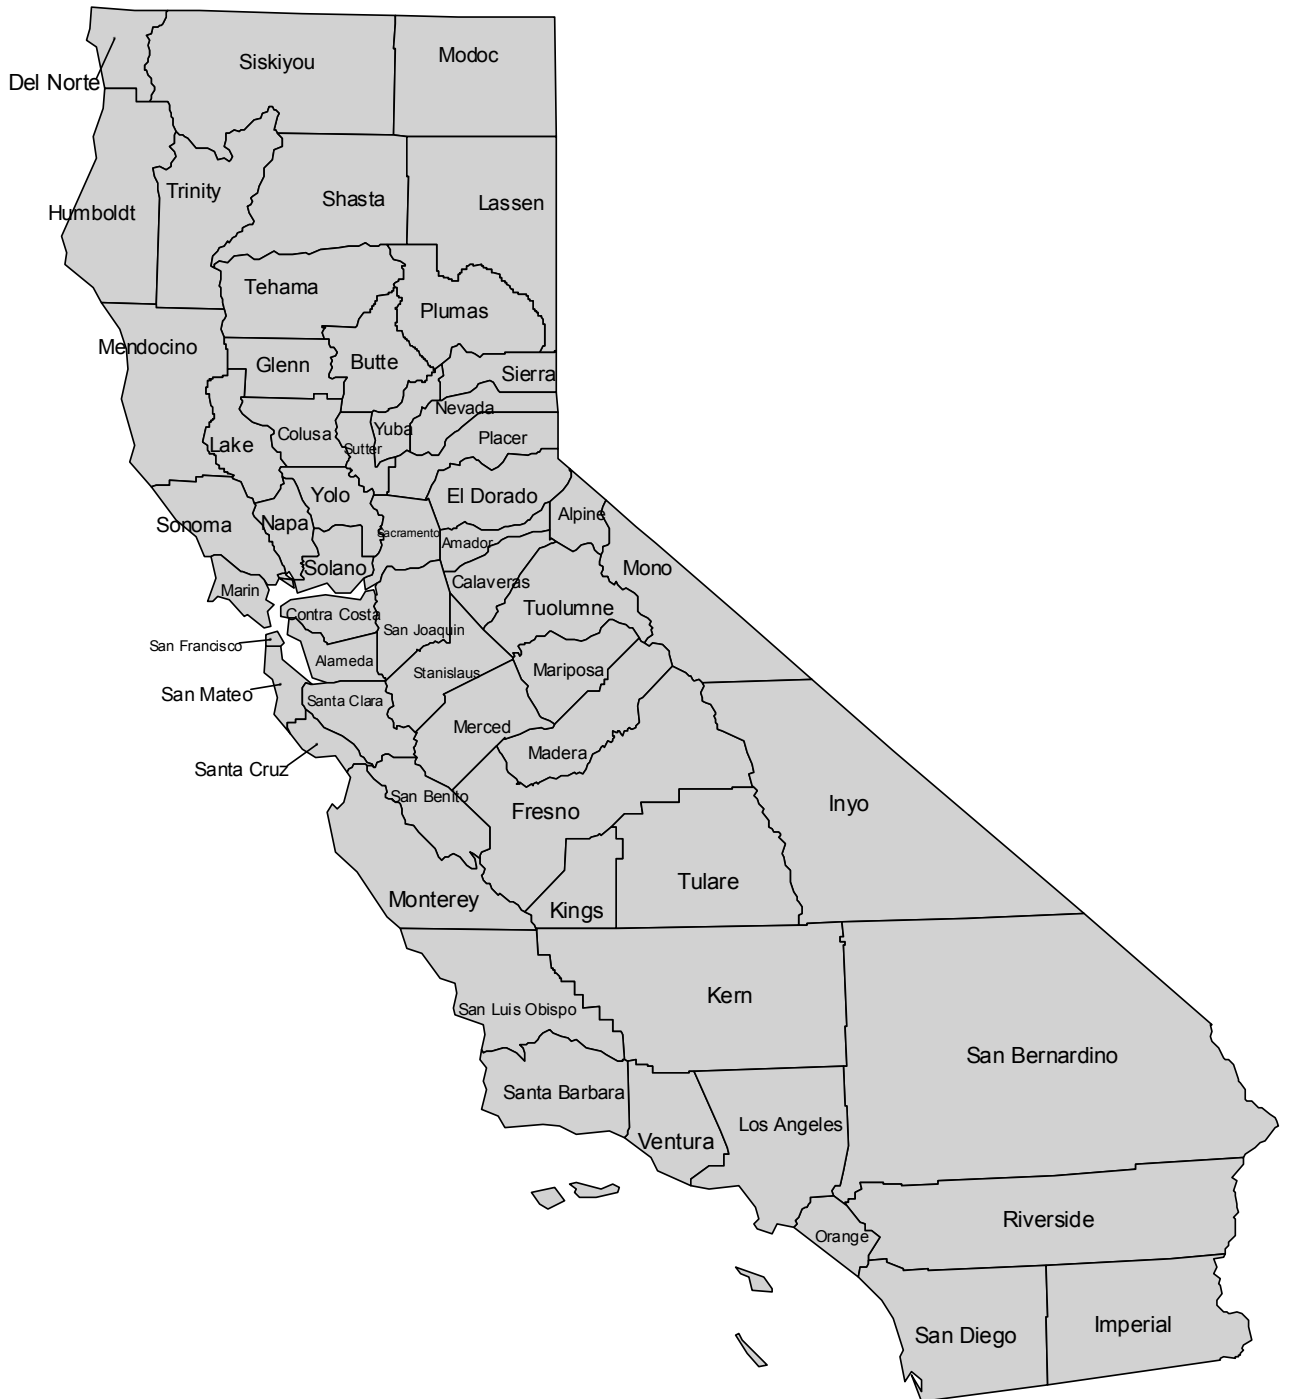 Modoc
Siskiyou
Del Norte
Trinity
Shasta
Lassen
Humboldt
Tehama
Plumas
Mendocino
Glenn
Butte
Sierra
Nevada
Yuba
Colusa
Placer
Lake
Sutter
Yolo
El Dorado
Sonoma
Napa
Alpine
Sacramento
Amador
Solano
Mono
Calaveras
Marin
Tuolumne
Contra Costa
San Joaquin
San Francisco
Alameda
Mariposa
Stanislaus
San Mateo
Santa Clara
Merced
Madera
Santa Cruz
San Benito
Fresno
Inyo
Tulare
Monterey
Kings
Kern
San Luis Obispo
San Bernardino
Santa Barbara
Los Angeles
Ventura
Riverside
Orange
Imperial
San Diego